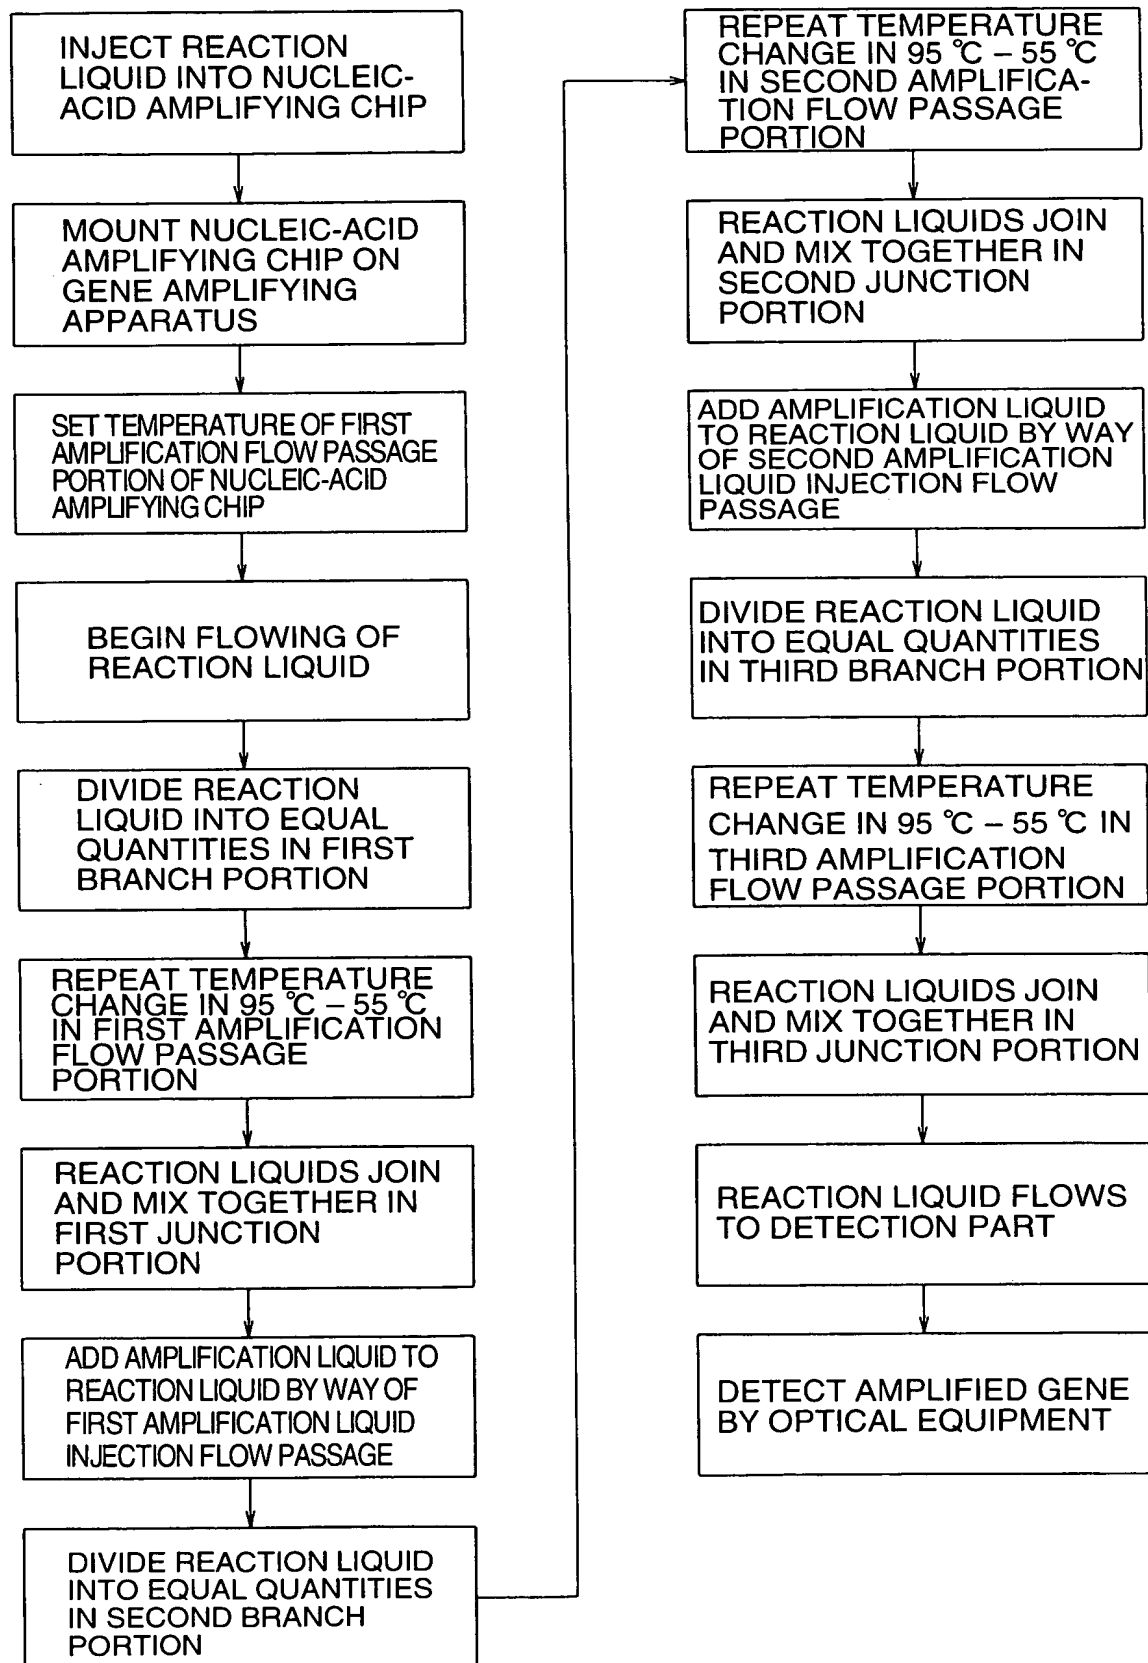 INJECT REACTION
LIQUID INTO NUCLEIC-
ACID AMPLIFYING CHIP
MOUNT NUCLEIC-ACID
AMPLIFYING CHIP ON
GENE AMPLIFYING
APPARATUS
SET TEMPERATURE OF FIRST
AMPLIFICATION FLOW PASSAGE
PORTION OF NUCLEIC-ACID
AMPLIFYING CHIP
BEGIN FLOWING OF
REACTION LIQUID
DIVIDE REACTION
LIQUID INTO EQUAL
QUANTITIES IN FIRST
BRANCH PORTION
REPEAT TEMPERATURE
CHANGE IN 95 ℃ – 55 ℃
IN FIRST AMPLIFICATION
FLOW PASSAGE
PORTION
REACTION LIQUIDS JOIN
AND MIX TOGETHER IN
FIRST JUNCTION
PORTION
ADD AMPLIFICATION LIQUID TO
REACTION LIQUID BY WAY OF
FIRST AMPLIFICATION LIQUID
INJECTION FLOW PASSAGE
DIVIDE REACTION LIQUID
INTO EQUAL QUANTITIES
IN SECOND BRANCH
PORTION
REPEAT TEMPERATURE
CHANGE IN 95 ℃ – 55 ℃
IN SECOND AMPLIFICA-
TION FLOW PASSAGE
PORTION
REACTION LIQUIDS JOIN
AND MIX TOGETHER IN
SECOND JUNCTION
PORTION
ADD AMPLIFICATION LIQUID
TO REACTION LIQUID BY WAY
OF SECOND AMPLIFICATION
LIQUID INJECTION FLOW
PASSAGE
DIVIDE REACTION LIQUID
INTO EQUAL QUANTITIES
IN THIRD BRANCH PORTION
REPEAT TEMPERATURE
CHANGE IN 95 ℃ – 55 ℃ IN
THIRD AMPLIFICATION
FLOW PASSAGE PORTION
REACTION LIQUIDS JOIN
AND MIX TOGETHER IN
THIRD JUNCTION PORTION
REACTION LIQUID FLOWS
TO DETECTION PART
DETECT AMPLIFIED GENE
BY OPTICAL EQUIPMENT